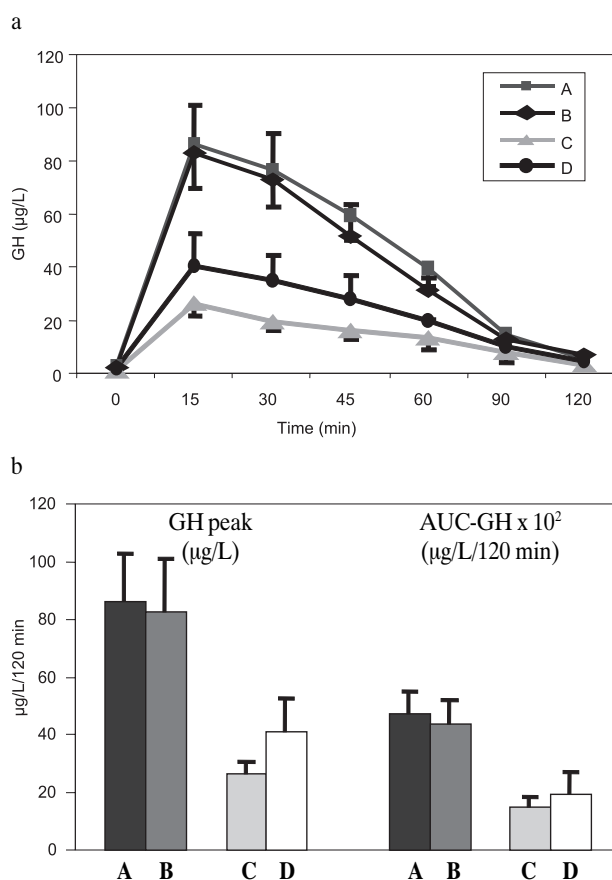 a
120
100
80
60
40
20
0
GH (µg/L)
A
B
C
D
0 15 30 45 60 90 120
Time (min)
b
120
100
80
60
40
20
0
µg/L/120 min
GH peak
(µg/L)
AUC-GH x 10²
(µg/L/120 min)
A B C D A B C D